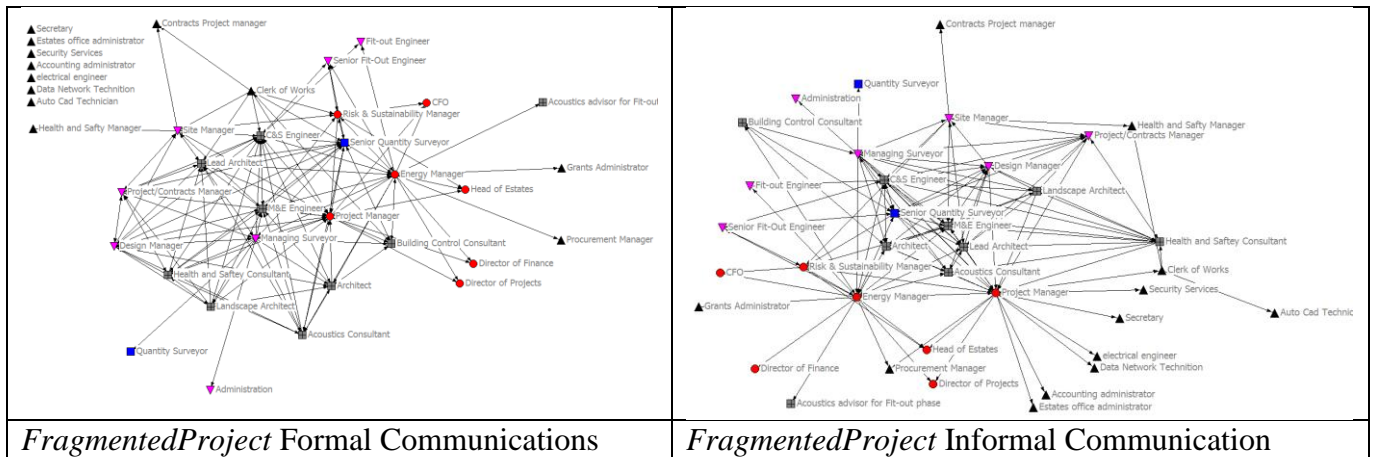 Contracts Project manager
Secretary
Estates office administrator
Security Services
Accounting administrator
electrical engineer
Data Network Technition
Auto Cad Technician
Fit-out Engineer
Senior Fit-Out Engineer
Clerk of Works
CFO
Acoustics advisor for Fit-out
Risk & Sustainability Manager
Health and Safty Manager
Site Manager
C&S Engineer
Senior Quantity Surveyor
Lead Architect
Grants Administrator
Energy Manager
Head of Estates
Project/Contracts Manager
M&E Engineer
Project Manager
Design Manager
Managing Surveyor
Building Control Consultant
Procurement Manager
Director of Finance
Health and Saftey Consultant
Director of Projects
Architect
Landscape Architect
Acoustics Consultant
Quantity Surveyor
Administration
FragmentedProject Formal Communications
Contracts Project manager
Quantity Surveyor
Administration
Building Control Consultant
Site Manager
Health and Safty Manager
Project/Contracts Manager
Managing Surveyor
Design Manager
C&S Engineer
Fit-out Engineer
Landscape Architect
Senior Quantity Surveyor
Senior Fit-Out Engineer
M&E Engineer
Architect
Lead Architect
Health and Saftey Consultant
Risk & Sustainability Manager
CFO
Acoustics Consultant
Clerk of Works
Energy Manager
Project Manager
Security Services
Grants Administrator
Secretary
Auto Cad Technic
Head of Estates
electrical engineer
Director of Finance
Procurement Manager
Data Network Technition
Director of Projects
Accounting administrator
Acoustics advisor for Fit-out phase
Estates office administrator
FragmentedProject Informal Communication